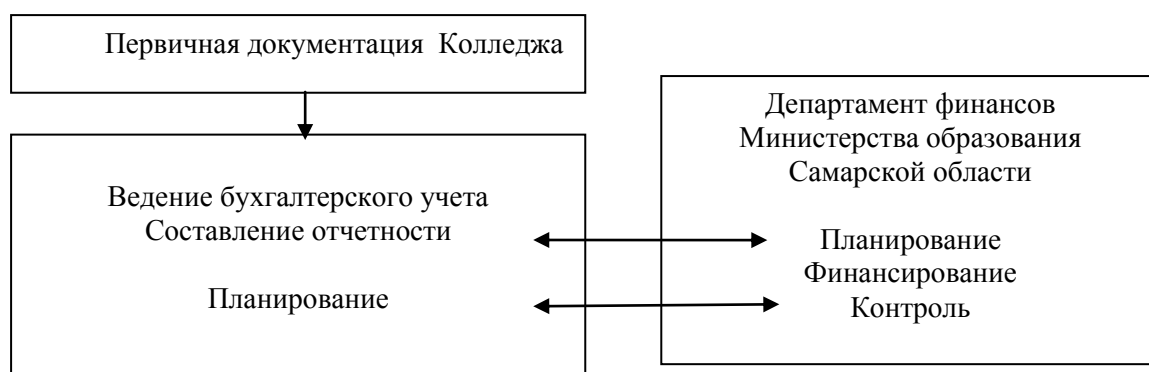 Первичная документация Колледжа
Ведение бухгалтерского учета
Составление отчетности
Планирование
Департамент финансов
Министерства образования
Самарской области
Планирование
Финансирование
Контроль